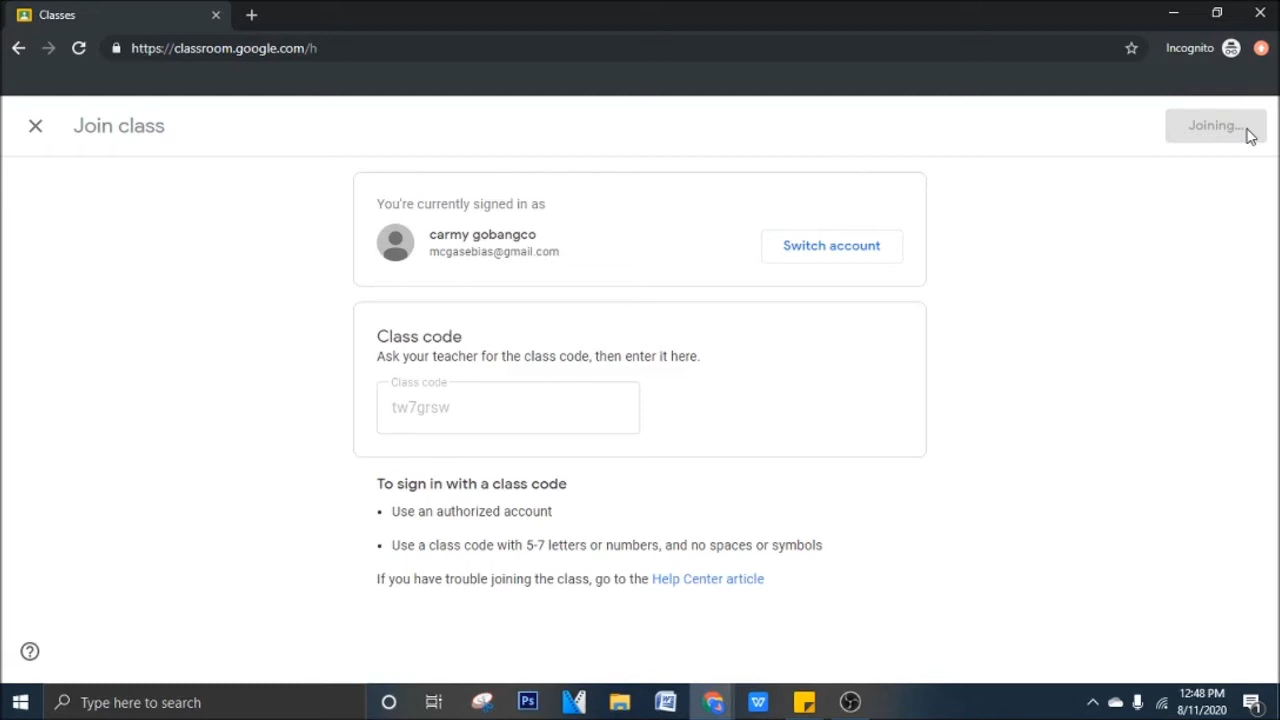 Classes
https://classroom.google.com/h
Incognito
Join class
Joining...
You're currently signed in as
carmy gobangco
mcgasebias@gmail.com
Switch account
Class code
Ask your teacher for the class code, then enter it here.
Class code
tw7grsw
To sign in with a class code
• Use an authorized account
• Use a class code with 5-7 letters or numbers, and no spaces or symbols
If you have trouble joining the class, go to the Help Center article
Type here to search
Ps
W
W
12:48 PM
8/11/2020
1